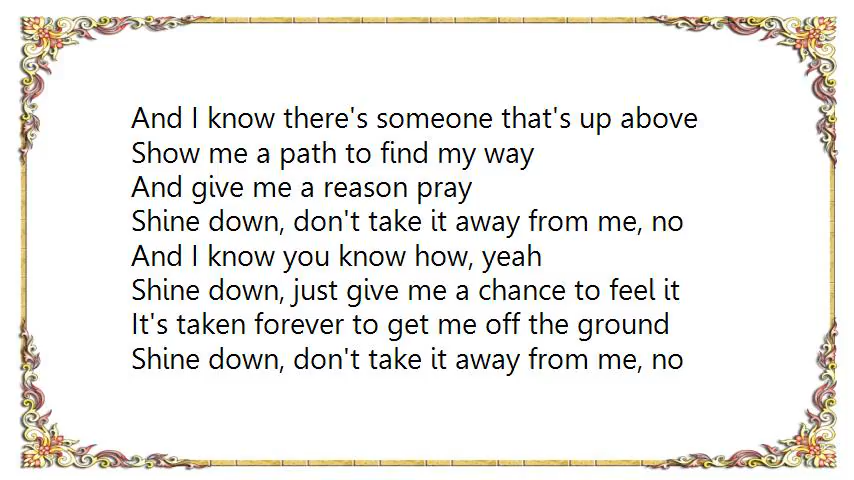 And I know there's someone that's up above
Show me a path to find my way
And give me a reason pray
Shine down, don't take it away from me, no
And I know you know how, yeah
Shine down, just give me a chance to feel it
It's taken forever to get me off the ground
Shine down, don't take it away from me, no